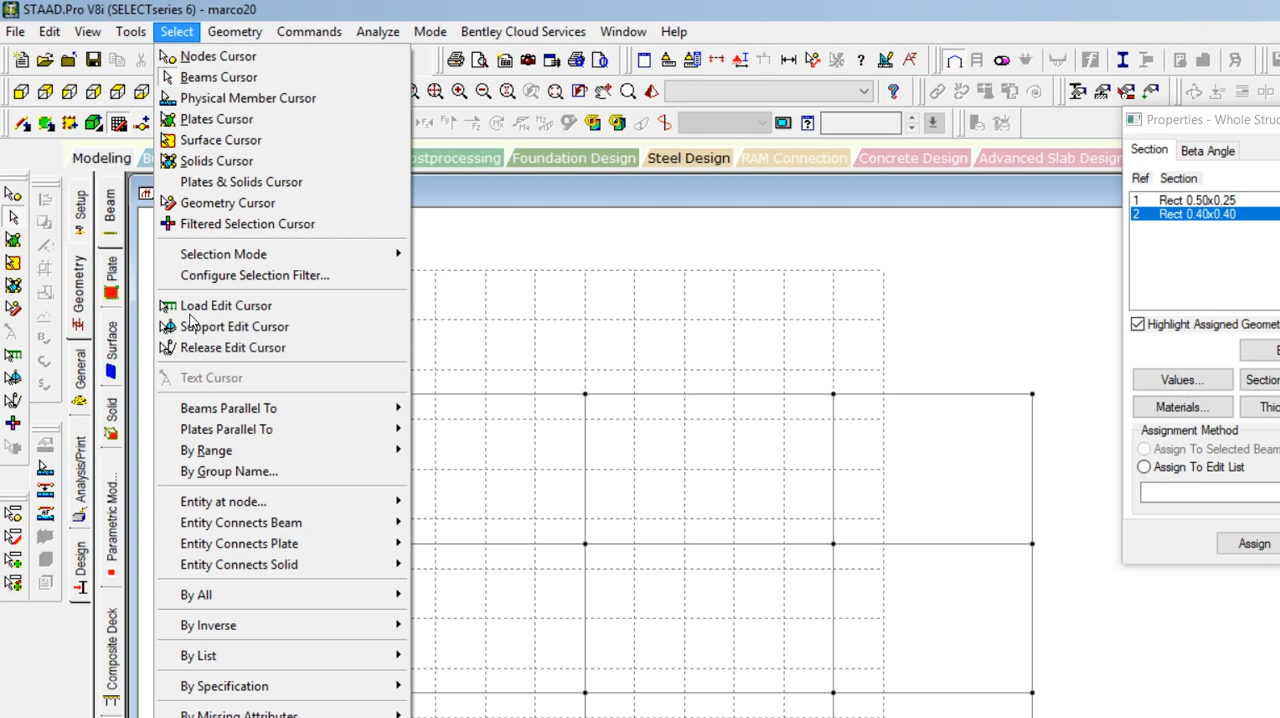 STAAD.Pro V8i (SELECTseries 6) - marco20
File Edit View Tools Select Geometry Commands Analyze Mode Bentley Cloud Services Window Help
Nodes Cursor
Beams Cursor
Physical Member Cursor
Plates Cursor
Surface Cursor
Solids Cursor
Plates & Solids Cursor
Geometry Cursor
Filtered Selection Cursor
Selection Mode
Configure Selection Filter...
Load Edit Cursor
Support Edit Cursor
Release Edit Cursor
Text Cursor
Beams Parallel To
Plates Parallel To
By Range
By Group Name...
Entity at node...
Entity Connects Beam
Entity Connects Plate
Entity Connects Solid
By All
By Inverse
By List
By Specification
By Missing Attributes
Modeling
ostprocessing Foundation Design Steel Design RAM Connection Concrete Design Advanced Slab Design
Setup
Geometry
General
Analysis/Print
Design
Beam
Plate
Surface
Solid
Parametric Mod...
Composite Deck
Properties - Whole Struc
Section Beta Angle
Ref Section
1 Rect 0.50x0.25
2 Rect 0.40x0.40
Highlight Assigned Geomet
E
Values... Section
Materials... Thic
Assignment Method
Assign To Selected Beam
Assign To Edit List
Assign